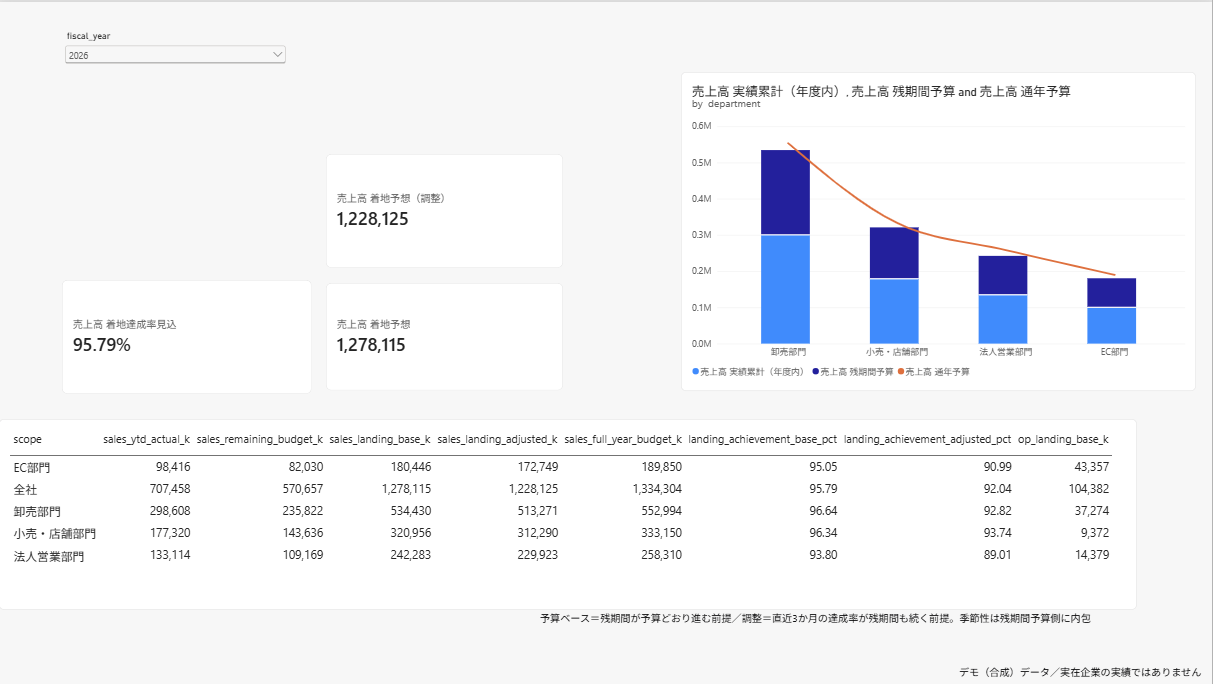 fiscal_year
2026
売上高 実績累計（年度内）, 売上高 残期間予算 and 売上高 通年予算
by department
0.6M
0.5M
0.4M
0.3M
0.2M
0.1M
0.0M
卸売部門 小売・店舗部門 法人営業部門 EC部門
売上高 実績累計（年度内） 売上高 残期間予算 売上高 通年予算
売上高 着地予想（調整）
1,228,125
売上高 着地達成率見込
95.79%
売上高 着地予想
1,278,115
scope sales_ytd_actual_k sales_remaining_budget_k sales_landing_base_k sales_landing_adjusted_k sales_full_year_budget_k landing_achievement_base_pct landing_achievement_adjusted_pct op_landing_base_k
EC部門 98,416 82,030 180,446 172,749 189,850 95.05 90.99 43,357
全社 707,458 570,657 1,278,115 1,228,125 1,334,304 95.79 92.04 104,382
卸売部門 298,608 235,822 534,430 513,271 552,994 96.64 92.82 37,274
小売・店舗部門 177,320 143,636 320,956 312,290 333,150 96.34 93.74 9,372
法人営業部門 133,114 109,169 242,283 229,923 258,310 93.80 89.01 14,379
予算ベース＝残期間が予算どおり進む前提／調整＝直近3か月の達成率が残期間も続く前提。季節性は残期間予算側に内包
デモ（合成）データ／実在企業の実績ではありません